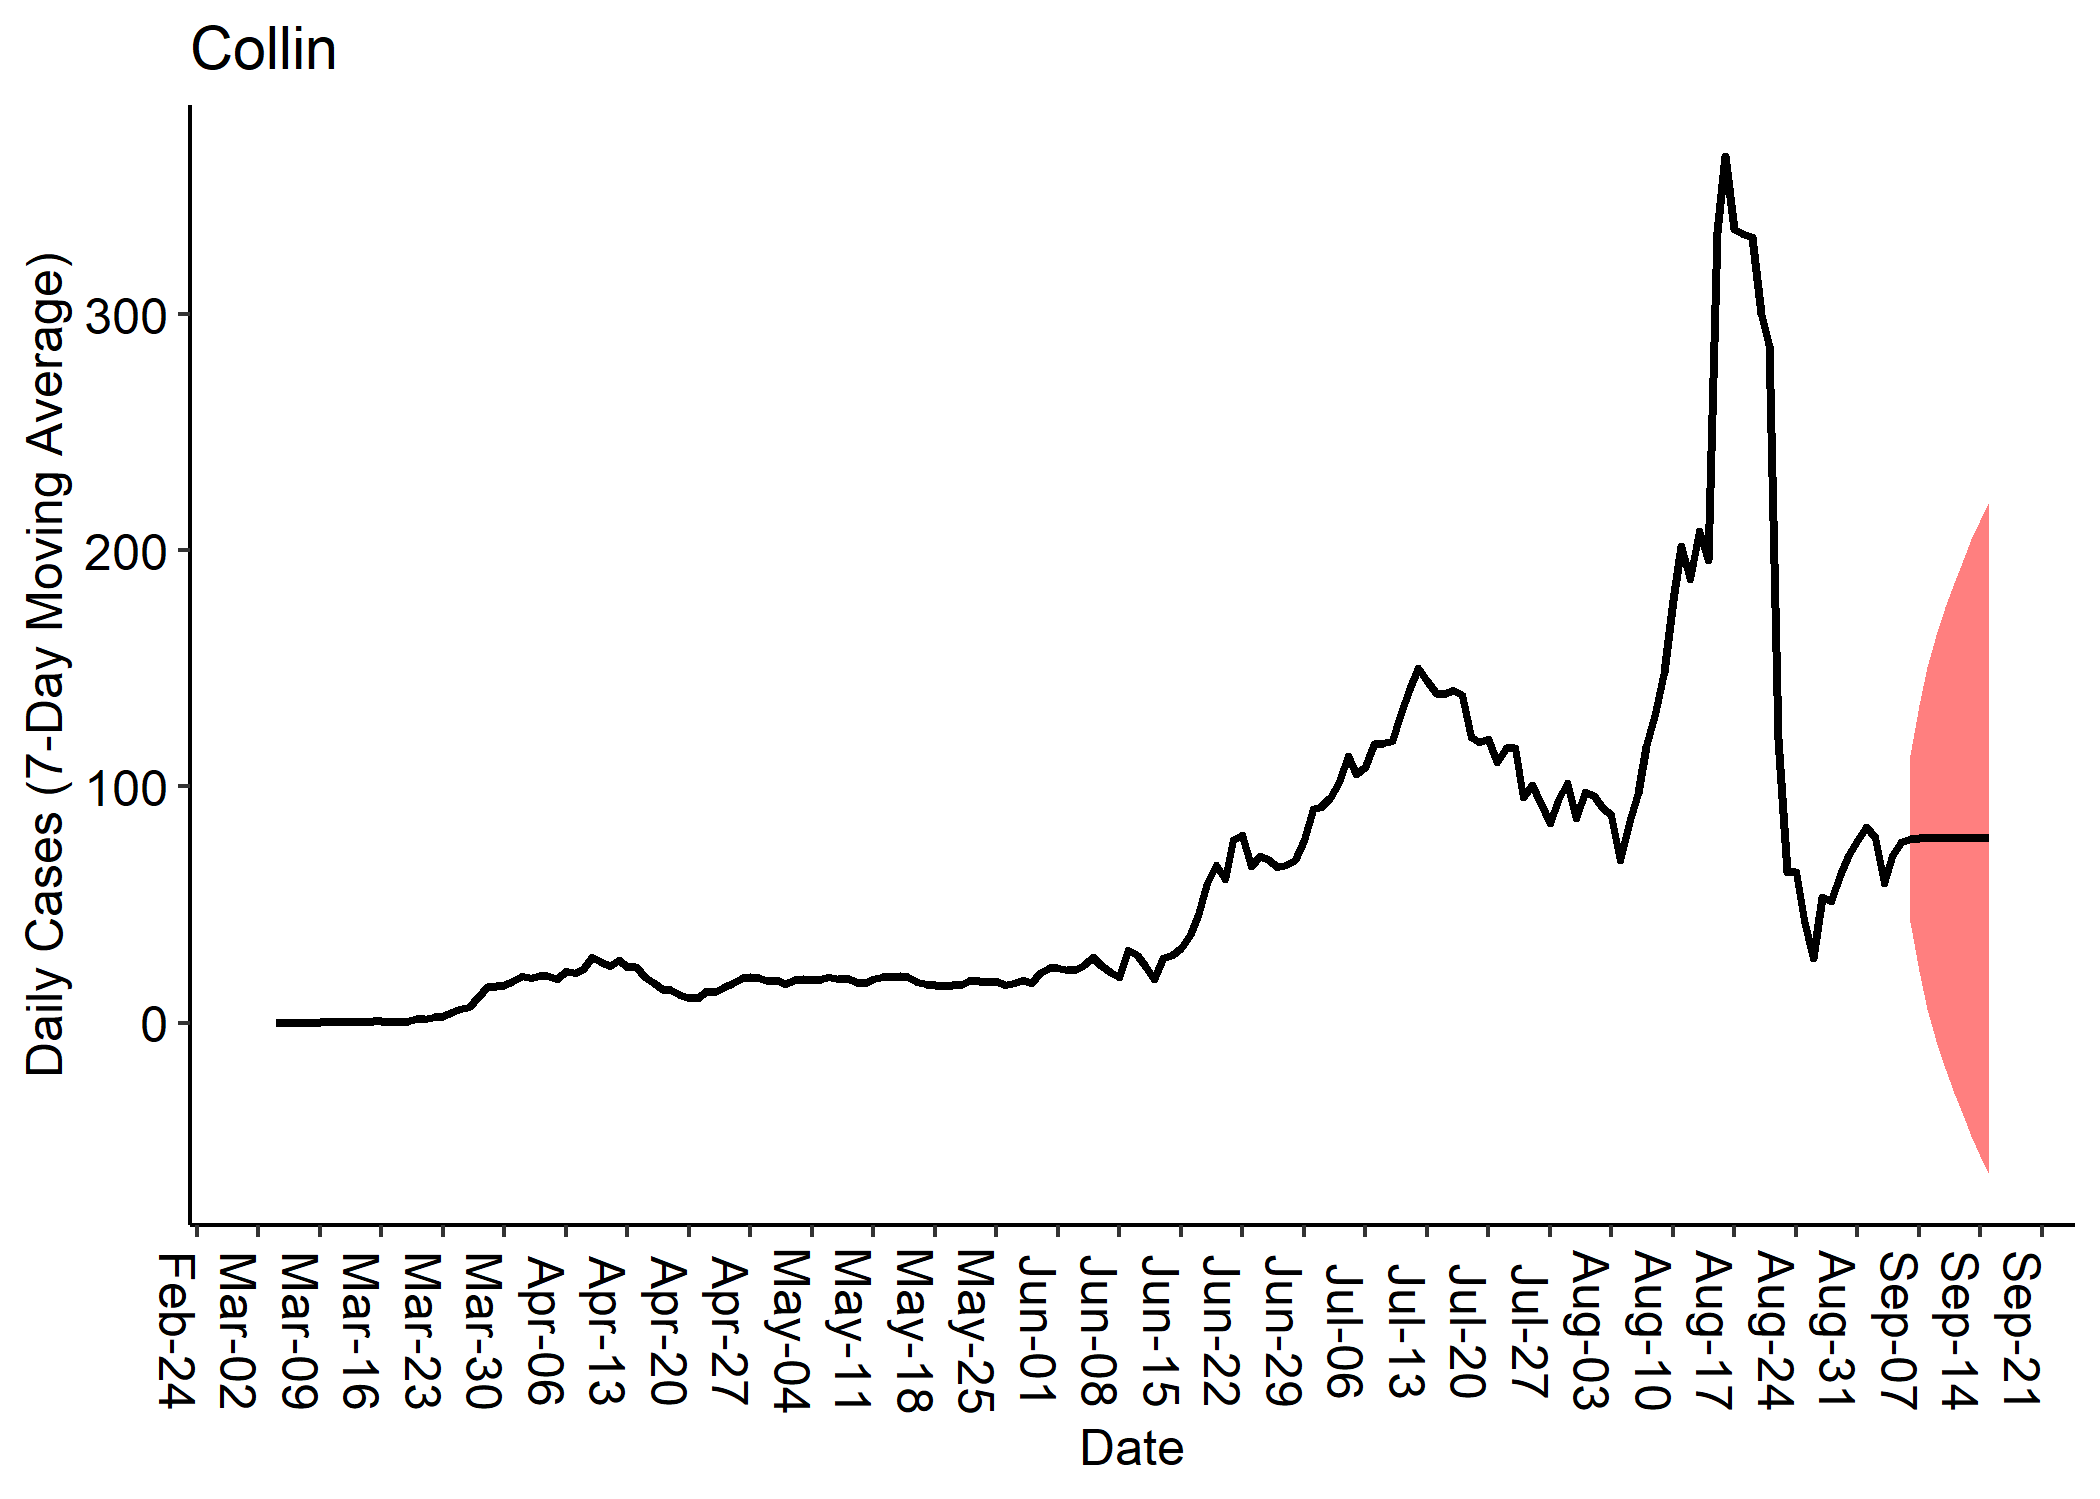 Collin
Daily Cases (7-Day Moving Average)
300
200
100
0
Feb-24
Mar-02
Mar-09
Mar-16
Mar-23
Mar-30
Apr-06
Apr-13
Apr-20
Apr-27
May-04
May-11
May-18
May-25
Jun-01
Jun-08
Jun-15
Jun-22
Jun-29
Jul-06
Jul-13
Jul-20
Jul-27
Aug-03
Aug-10
Aug-17
Aug-24
Aug-31
Sep-07
Sep-14
Sep-21
Date